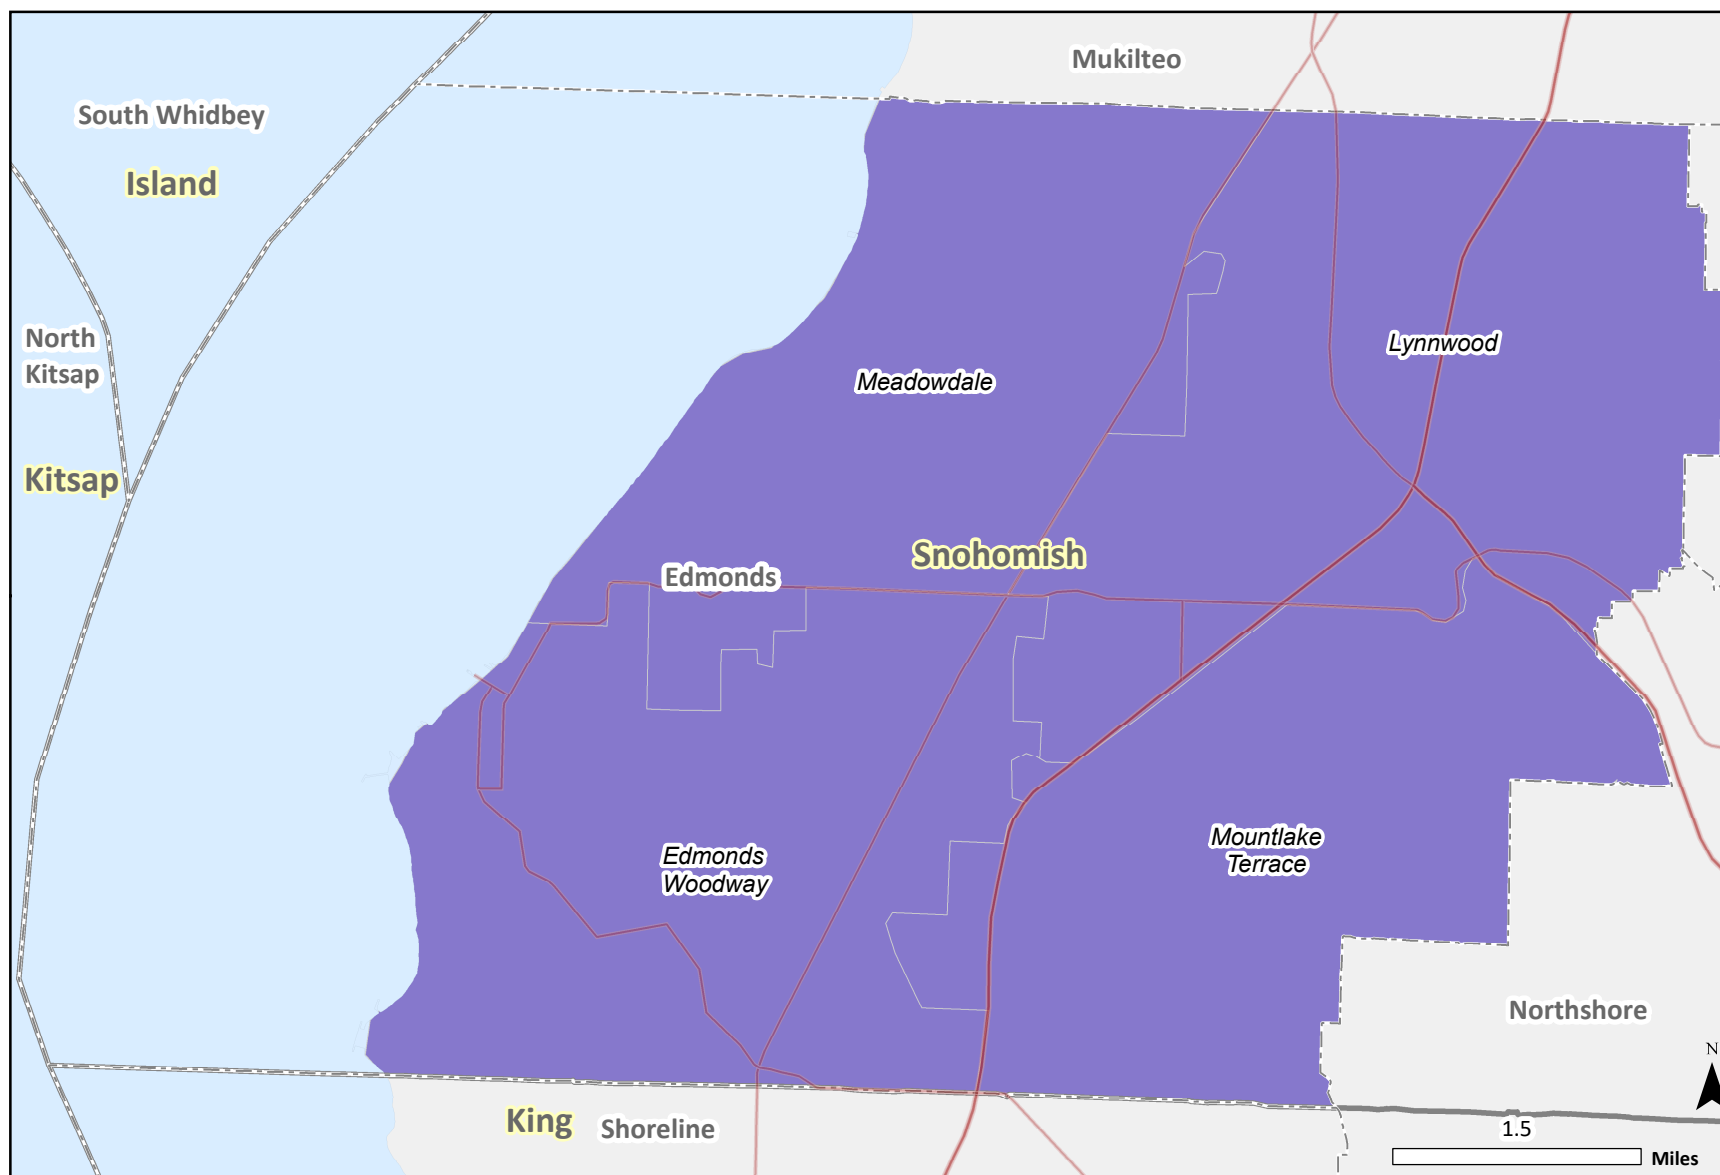 Mukilteo
South Whidbey
Island
North
Kitsap
Lynnwood
Meadowdale
Kitsap
Snohomish
Edmonds
Mountlake
Terrace
Edmonds
Woodway
Northshore
N
King
Shoreline
1.5
Miles